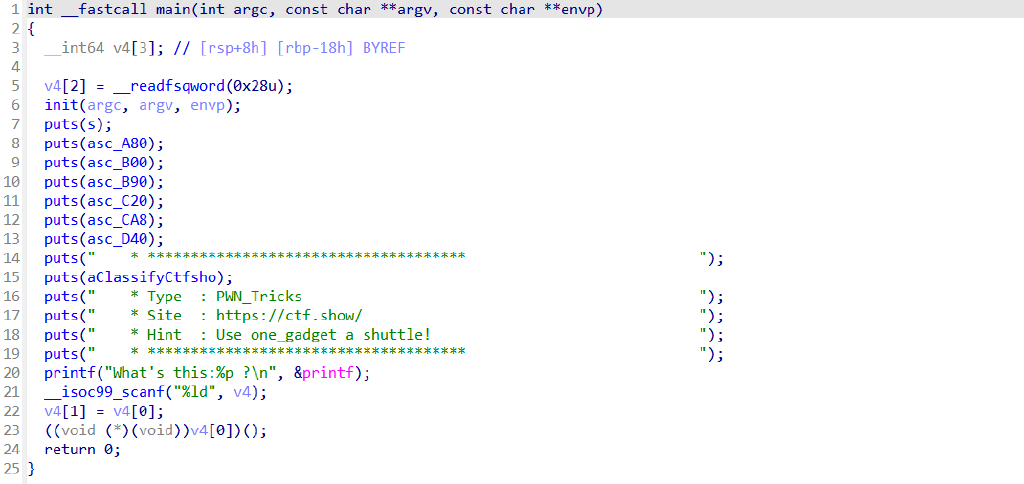 1 int __fastcall main(int argc, const char **argv, const char **envp)
2 {
3   __int64 v4[3]; // [rsp+8h] [rbp-18h] BYREF
4
5   v4[2] = __readfsqword(0x28u);
6   init(argc, argv, envp);
7   puts(s);
8   puts(asc_A80);
9   puts(asc_B00);
10   puts(asc_B90);
11   puts(asc_C20);
12   puts(asc_CA8);
13   puts(asc_D40);
14   puts("    * *************************************                           ");
15   puts(aClassifyCtfsho);
16   puts("    * Type  : PWN_Tricks                                              ");
17   puts("    * Site  : https://ctf.show/                                       ");
18   puts("    * Hint  : Use one_gadget a shuttle!                               ");
19   puts("    * *************************************                           ");
20   printf("What's this:%p ?\n", &printf);
21   __isoc99_scanf("%ld", v4);
22   v4[1] = v4[0];
23   ((void (*)(void))v4[0])();
24   return 0;
25 }